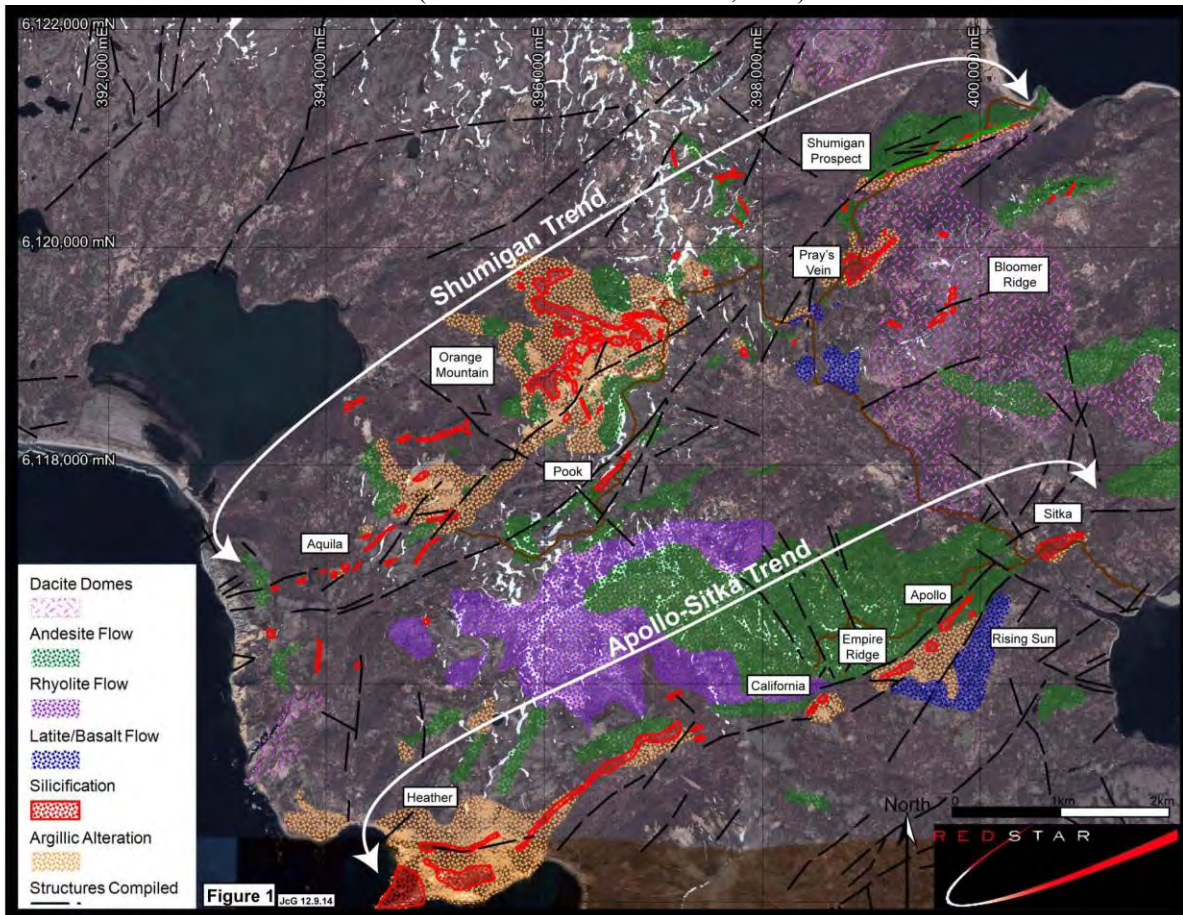 6,122,000 mN
392,000 mE
394,000 mE
396,000 mE
398,000 mE
400,000 mE
Shumigan
Prospect
Shumigan Trend
6,120,000 mN
Pray's
Vein
Bloomer
Ridge
Orange
Mountain
6,118,000 mN
Pook
Aquila
Sitka
Apollo-Sitka Trend
Apollo
Empire
Ridge
Rising Sun
California
Heather
Dacite Domes
Andesite Flow
Rhyolite Flow
Latite/Basalt Flow
Silicification
Argillic Alteration
Structures Compiled
Figure 1 JcG 12.9.14
North
0 1km 2km
REDSTAR